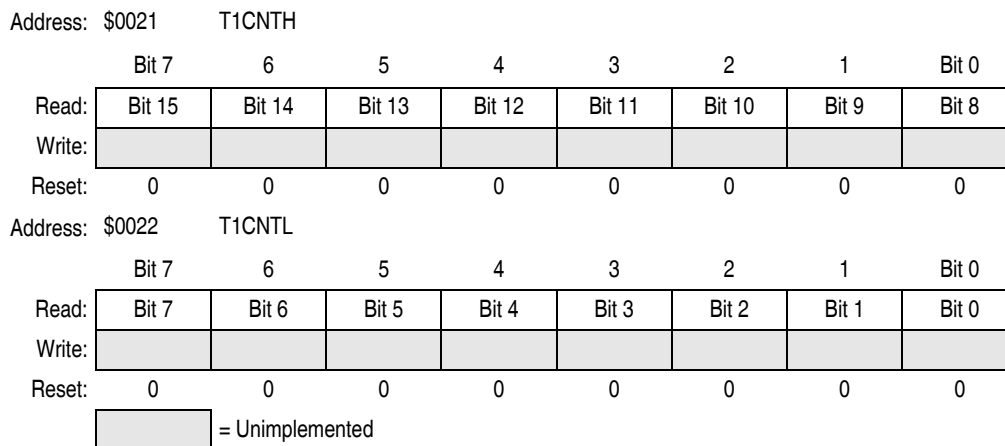 Address: $0021 T1CNTH
Bit 7 6 5 4 3 2 1 Bit 0
Read: Bit 15 Bit 14 Bit 13 Bit 12 Bit 11 Bit 10 Bit 9 Bit 8
Write:
Reset: 0 0 0 0 0 0 0 0
Address: $0022 T1CNTL
Bit 7 6 5 4 3 2 1 Bit 0
Read: Bit 7 Bit 6 Bit 5 Bit 4 Bit 3 Bit 2 Bit 1 Bit 0
Write:
Reset: 0 0 0 0 0 0 0 0
= Unimplemented